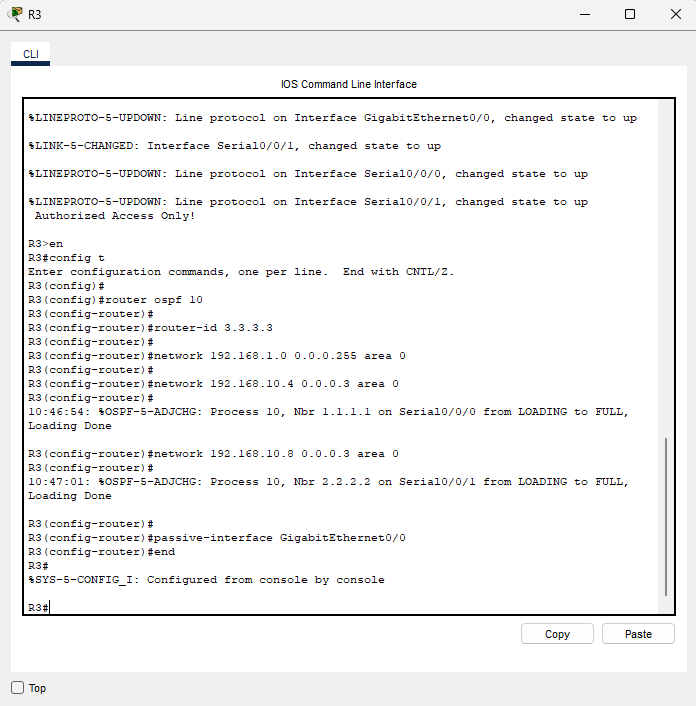 R3
CLI
IOS Command Line Interface
%LINEPROTO-5-UPDOWN: Line protocol on Interface GigabitEthernet0/0, changed state to up
%LINK-5-CHANGED: Interface Serial0/0/1, changed state to up
%LINEPROTO-5-UPDOWN: Line protocol on Interface Serial0/0/0, changed state to up
%LINEPROTO-5-UPDOWN: Line protocol on Interface Serial0/0/1, changed state to up
Authorized Access Only!
R3>en
R3#config t
Enter configuration commands, one per line.  End with CNTL/Z.
R3(config)#
R3(config)#router ospf 10
R3(config-router)#
R3(config-router)#router-id 3.3.3.3
R3(config-router)#
R3(config-router)#network 192.168.1.0 0.0.0.255 area 0
R3(config-router)#
R3(config-router)#network 192.168.10.4 0.0.0.3 area 0
R3(config-router)#
10:46:54: %OSPF-5-ADJCHG: Process 10, Nbr 1.1.1.1 on Serial0/0/0 from LOADING to FULL,
Loading Done
R3(config-router)#network 192.168.10.8 0.0.0.3 area 0
R3(config-router)#
10:47:01: %OSPF-5-ADJCHG: Process 10, Nbr 2.2.2.2 on Serial0/0/1 from LOADING to FULL,
Loading Done
R3(config-router)#
R3(config-router)#passive-interface GigabitEthernet0/0
R3(config-router)#end
R3#
%SYS-5-CONFIG_I: Configured from console by console
R3#
Copy
Paste
Top